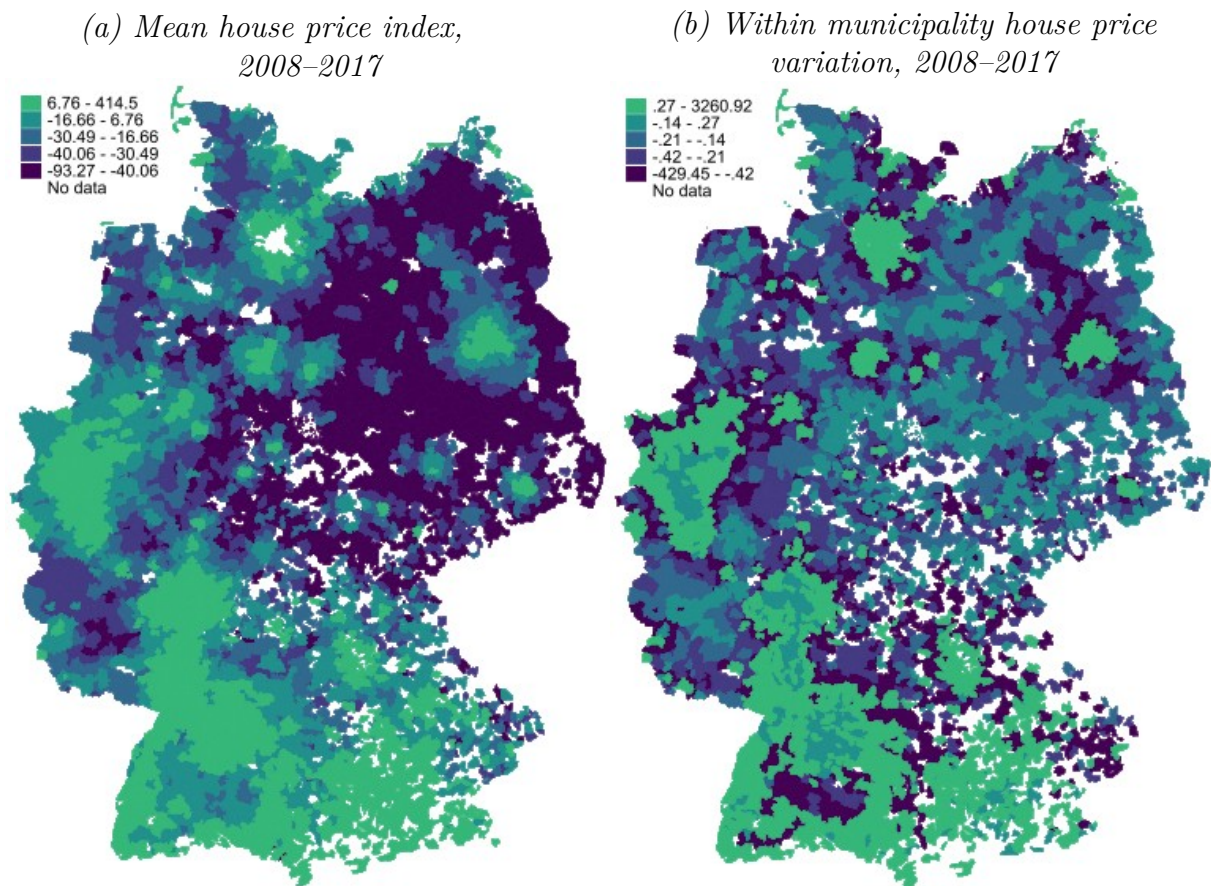 (a) Mean house price index,
2008–2017
6.76 - 414.5
-16.66 - 6.76
-30.49 - -16.66
-40.06 - -30.49
-93.27 - -40.06
No data
(b) Within municipality house price
variation, 2008–2017
.27 - 3260.92
-.14 - .27
-.21 - -.14
-.42 - -.21
-429.45 - -.42
No data